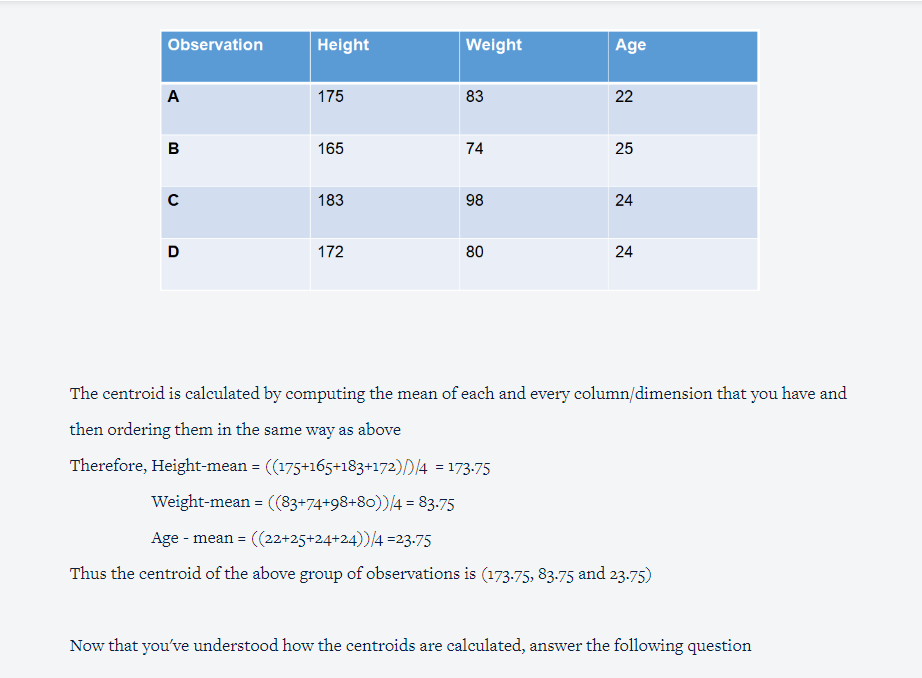 Observation Height Weight Age
A 175 83 22
B 165 74 25
C 183 98 24
D 172 80 24
The centroid is calculated by computing the mean of each and every column/dimension that you have and
then ordering them in the same way as above
Therefore, Height-mean = ((175+165+183+172)/)/4 = 173.75
Weight-mean = ((83+74+98+80))/4 = 83.75
Age - mean = ((22+25+24+24))/4 =23.75
Thus the centroid of the above group of observations is (173.75, 83.75 and 23.75)
Now that you've understood how the centroids are calculated, answer the following question